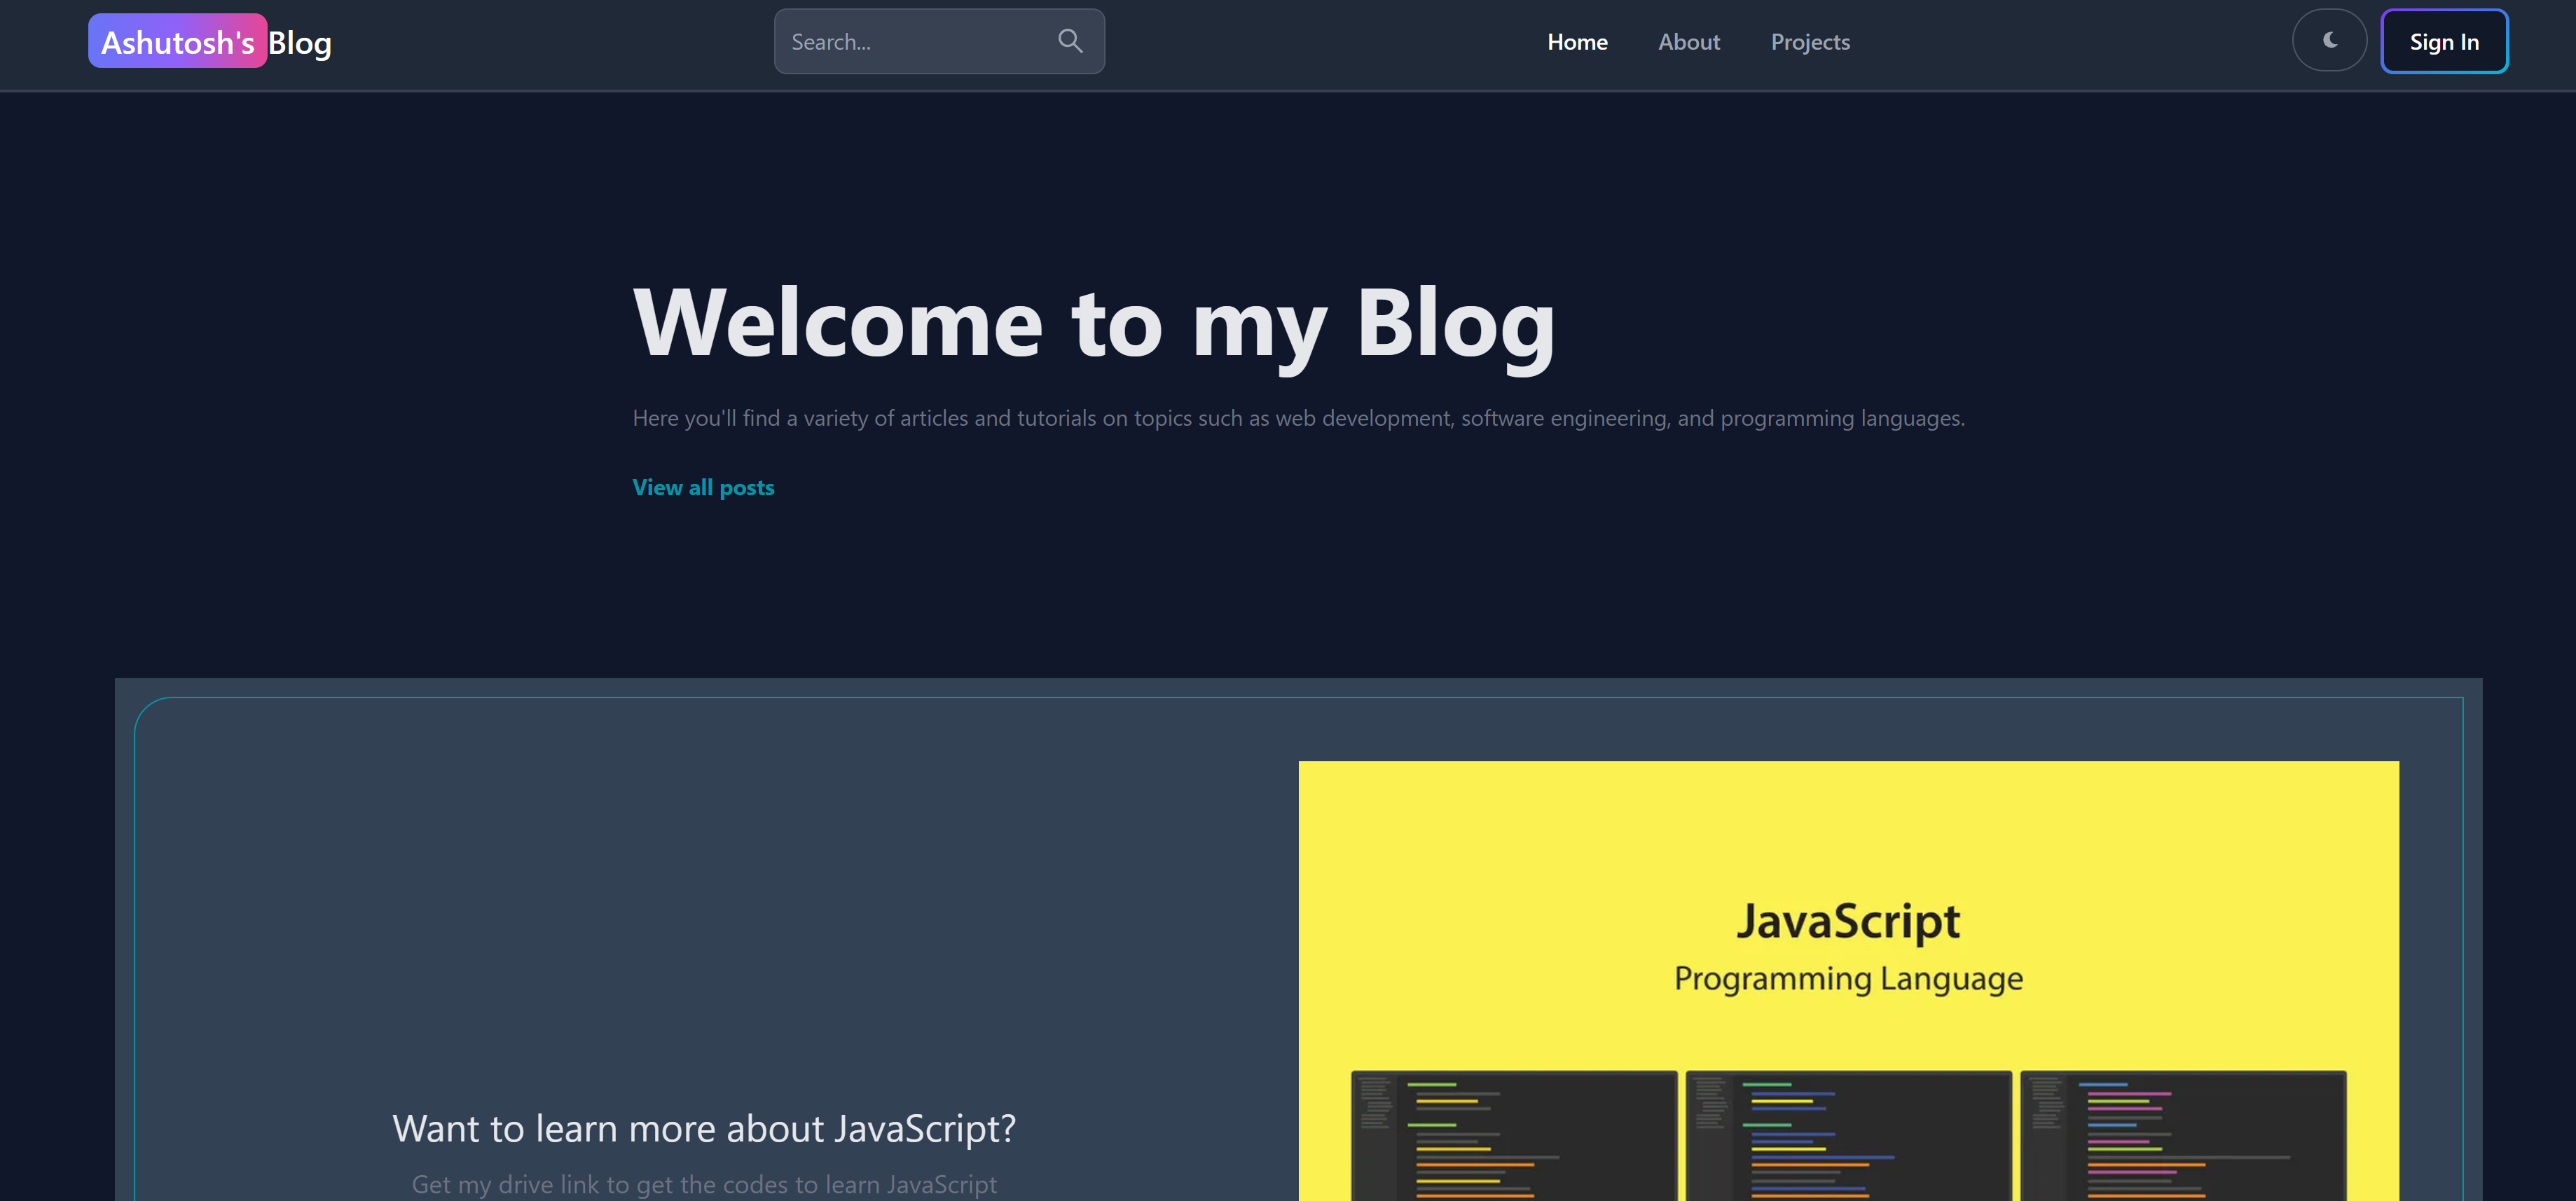 Ashutosh's Blog
Search...
Home About Projects
Sign In
Welcome to my Blog
Here you'll find a variety of articles and tutorials on topics such as web development, software engineering, and programming languages.
View all posts
JavaScript
Programming Language
Want to learn more about JavaScript?
Get my drive link to get the codes to learn JavaScript